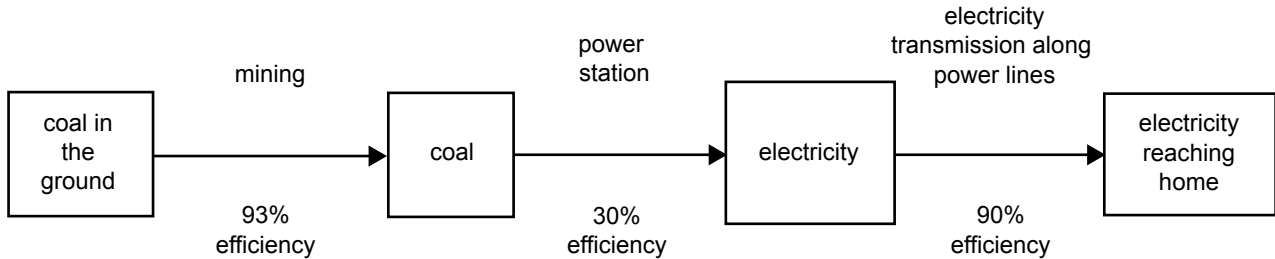 coal in
the
ground
mining
93%
efficiency
coal
power
station
30%
efficiency
electricity
electricity
transmission along
power lines
90%
efficiency
electricity
reaching
home